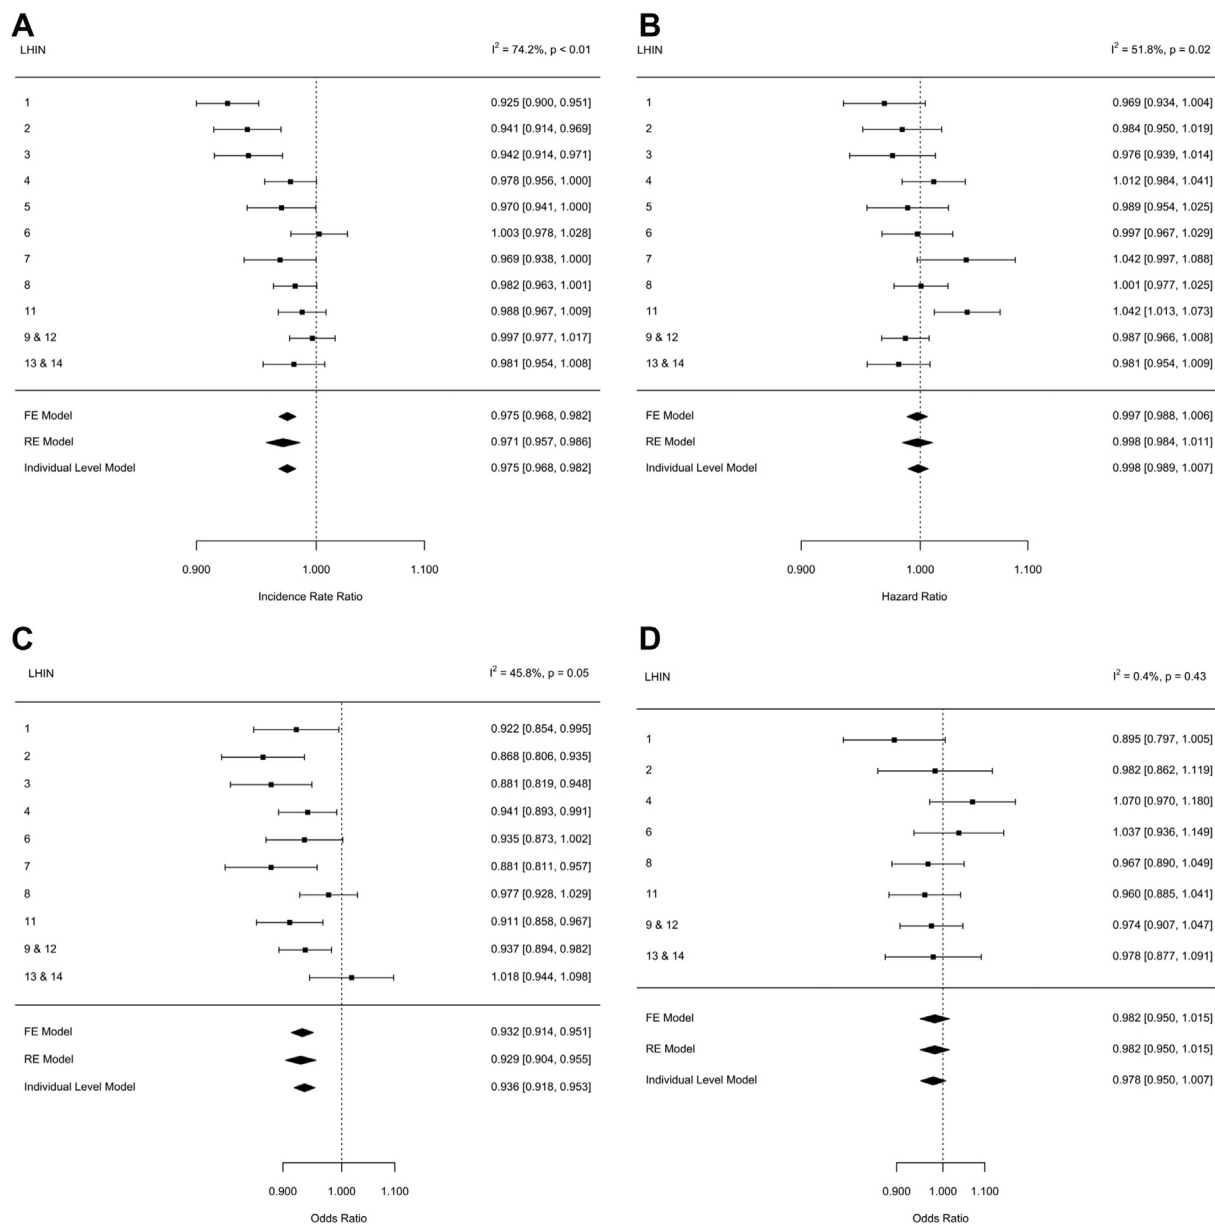 A
LHIN I² = 74.2%, p < 0.01
1 0.925 [0.900, 0.951]
2 0.941 [0.914, 0.969]
3 0.942 [0.914, 0.971]
4 0.978 [0.956, 1.000]
5 0.970 [0.941, 1.000]
6 1.003 [0.978, 1.028]
7 0.969 [0.938, 1.000]
8 0.982 [0.963, 1.001]
11 0.988 [0.967, 1.009]
9 & 12 0.997 [0.977, 1.017]
13 & 14 0.981 [0.954, 1.008]
FE Model 0.975 [0.968, 0.982]
RE Model 0.971 [0.957, 0.986]
Individual Level Model 0.975 [0.968, 0.982]
0.900 1.000 1.100
Incidence Rate Ratio
B
LHIN I² = 51.8%, p = 0.02
1 0.969 [0.934, 1.004]
2 0.984 [0.950, 1.019]
3 0.976 [0.939, 1.014]
4 1.012 [0.984, 1.041]
5 0.989 [0.954, 1.025]
6 0.997 [0.967, 1.029]
7 1.042 [0.997, 1.088]
8 1.001 [0.977, 1.025]
11 1.042 [1.013, 1.073]
9 & 12 0.987 [0.966, 1.008]
13 & 14 0.981 [0.954, 1.009]
FE Model 0.997 [0.988, 1.006]
RE Model 0.998 [0.984, 1.011]
Individual Level Model 0.998 [0.989, 1.007]
0.900 1.000 1.100
Hazard Ratio
C
LHIN I² = 45.8%, p = 0.05
1 0.922 [0.854, 0.995]
2 0.868 [0.806, 0.935]
3 0.881 [0.819, 0.948]
4 0.941 [0.893, 0.991]
6 0.935 [0.873, 1.002]
7 0.881 [0.811, 0.957]
8 0.977 [0.928, 1.029]
11 0.911 [0.858, 0.967]
9 & 12 0.937 [0.894, 0.982]
13 & 14 1.018 [0.944, 1.098]
FE Model 0.932 [0.914, 0.951]
RE Model 0.929 [0.904, 0.955]
Individual Level Model 0.936 [0.918, 0.953]
0.900 1.000 1.100
Odds Ratio
D
LHIN I² = 0.4%, p = 0.43
1 0.895 [0.797, 1.005]
2 0.982 [0.862, 1.119]
4 1.070 [0.970, 1.180]
6 1.037 [0.936, 1.149]
8 0.967 [0.890, 1.049]
11 0.960 [0.885, 1.041]
9 & 12 0.974 [0.907, 1.047]
13 & 14 0.978 [0.877, 1.091]
FE Model 0.982 [0.950, 1.015]
RE Model 0.982 [0.950, 1.015]
Individual Level Model 0.978 [0.950, 1.007]
0.900 1.000 1.100
Odds Ratio